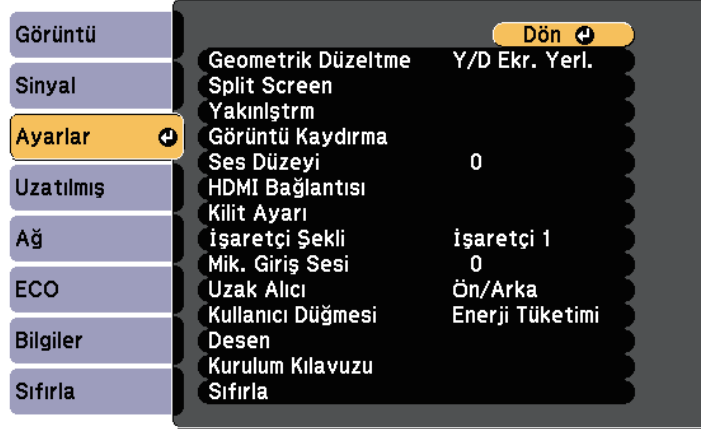 Görüntü
Sinyal
Ayarlar
Uzatılmış
Ağ
ECO
Bilgiler
Sıfırla
Dön
Geometrik Düzeltme Y/D Ekr. Yerl.
Split Screen
Yakınlştrm
Görüntü Kaydırma
Ses Düzeyi 0
HDMI Bağlantısı
Kilit Ayarı
İşaretçi Şekli İşaretçi 1
Mik. Giriş Sesi 0
Uzak Alıcı Ön/Arka
Kullanıcı Düğmesi Enerji Tüketimi
Desen
Kurulum Kılavuzu
Sıfırla